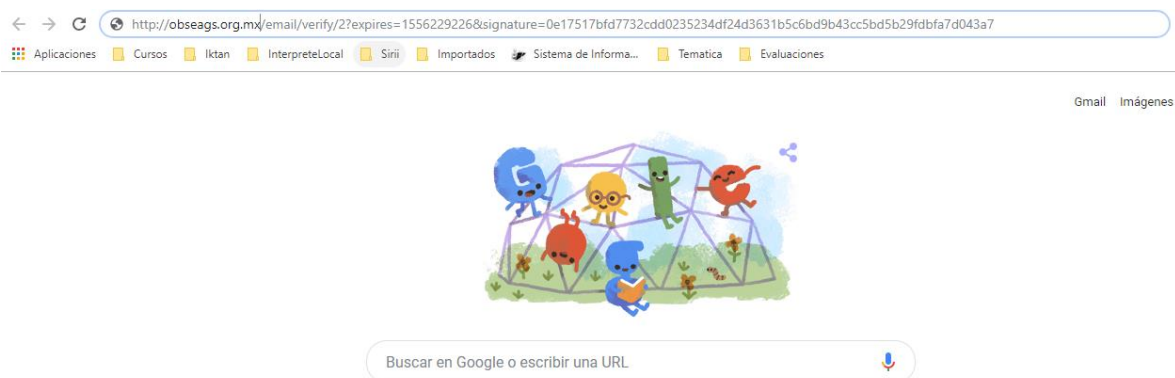 http://obseags.org.mx/email/verify/2?expires=1556229226&signature=0e17517bfd7732cdd0235234df24d3631b5c6bd9b43cc5bd5b29fdbfa7d043a7
Aplicaciones Cursos Iktan InterpreteLocal Sirii Importados Sistema de Informa... Tematica Evaluaciones
Gmail Imágenes
Buscar en Google o escribir una URL